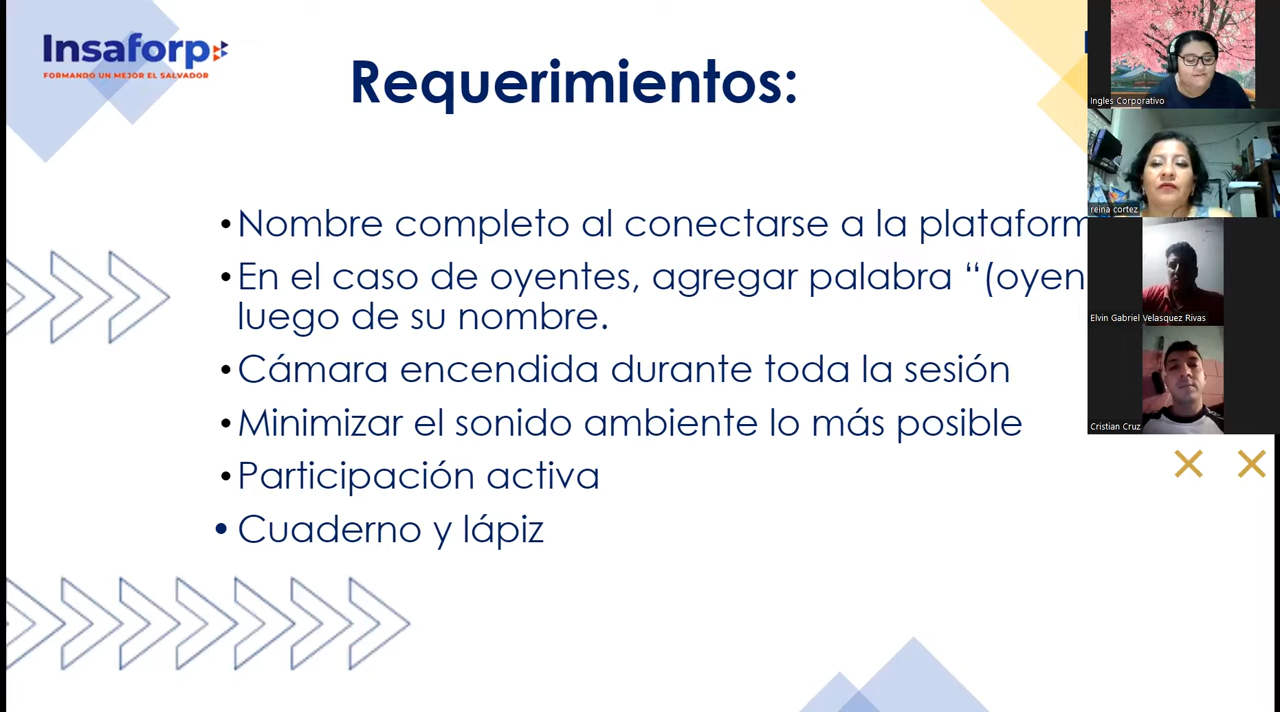 Insaforp
FORMANDO UN MEJOR EL SALVADOR
Requerimientos:
• Nombre completo al conectarse a la plataform
• En el caso de oyentes, agregar palabra “(oyen
luego de su nombre.
• Cámara encendida durante toda la sesión
• Minimizar el sonido ambiente lo más posible
• Participación activa
• Cuaderno y lápiz
Ingles Corporativo
reina cortez
Elvin Gabriel Velasquez Rivas
Cristian Cruz